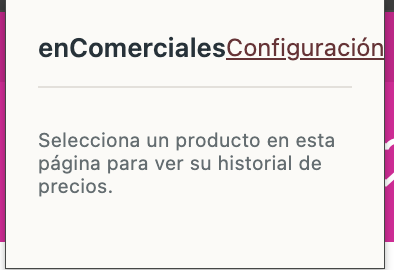 enComercialesConfiguración
Selecciona un producto en esta
página para ver su historial de
precios.